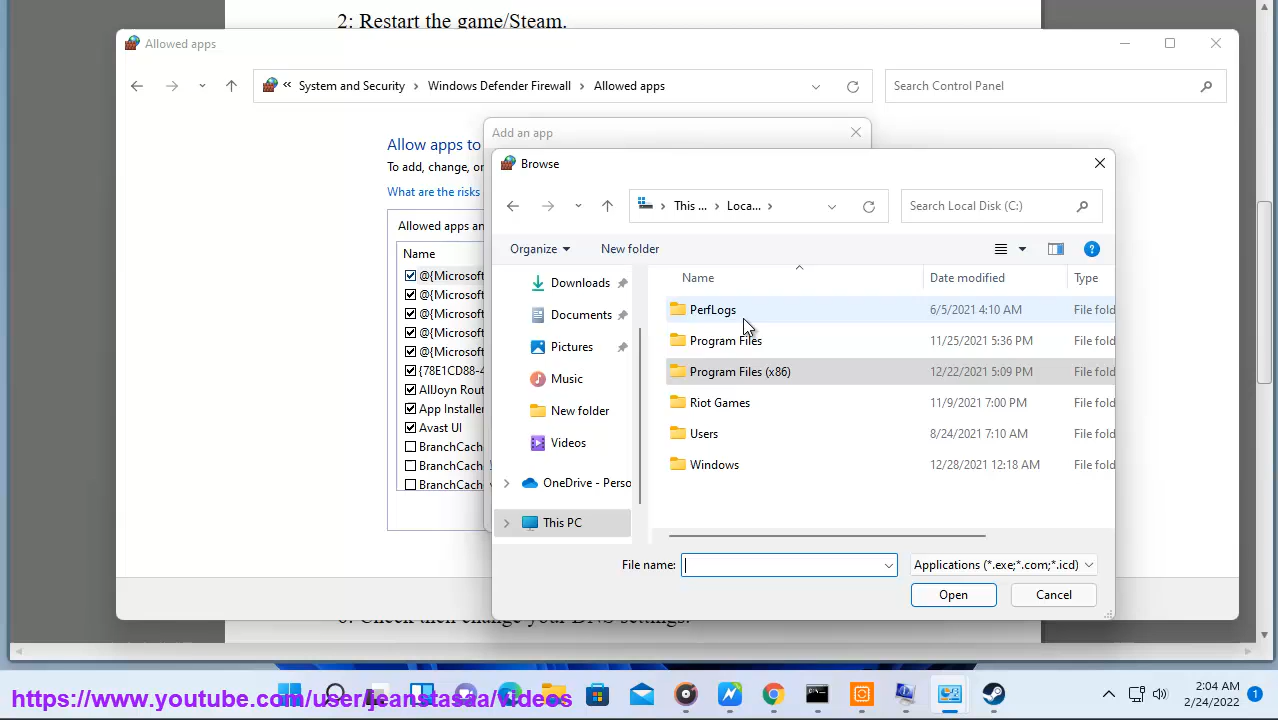 2: Restart the game/Steam.
Allowed apps
« System and Security > Windows Defender Firewall > Allowed apps
Search Control Panel
Add an app
Allow apps to
To add, change, or
What are the risks
Allowed apps an
Name
@{Microsoft
@{Microsoft
@{Microsoft
@{Microsoft
@{Microsoft
{78E1CD88-4
AllJoyn Rout
App Installer
Avast UI
BranchCache
BranchCache
BranchCache
Browse
This ... > Loca... >
Search Local Disk (C:)
Organize
New folder
Downloads
Documents
Pictures
Music
New folder
Videos
OneDrive - Perso
This PC
Name Date modified Type
PerfLogs 6/5/2021 4:10 AM File fold
Program Files 11/25/2021 5:36 PM File fold
Program Files (x86) 12/22/2021 5:09 PM File fold
Riot Games 11/9/2021 7:00 PM File fold
Users 8/24/2021 7:10 AM File fold
Windows 12/28/2021 12:18 AM File fold
File name:
Applications (*.exe;*.com;*.icd)
Open
Cancel
6: Check then change your DNS settings.
https://www.youtube.com/user/jeanstasaa/videos
2:04 AM
2/24/2022
1